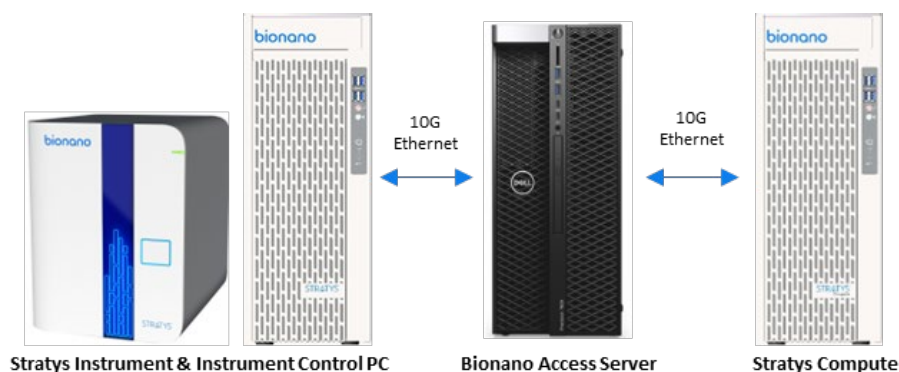 bionano
bionano
bionano
10G
Ethernet
10G
Ethernet
DELL
STRATYS
STRATYS
STRATYS
Stratys Instrument & Instrument Control PC
Bionano Access Server
Stratys Compute